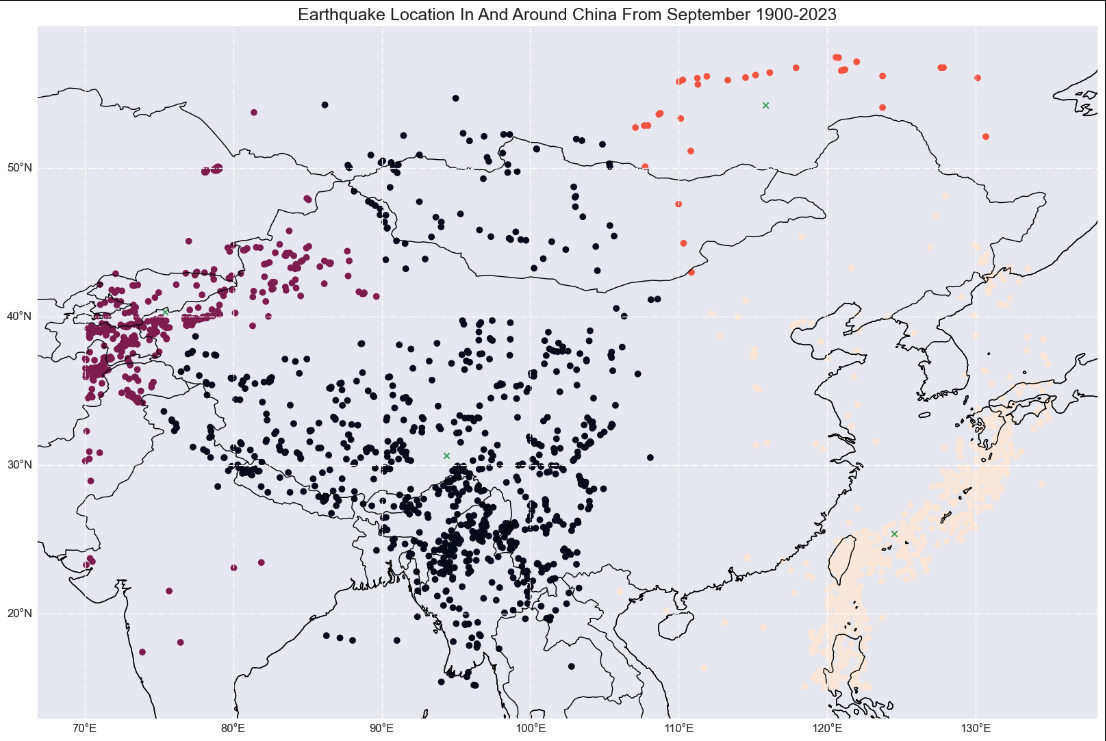 Earthquake Location In And Around China From September 1900-2023
50°N
40°N
30°N
20°N
70°E 80°E 90°E 100°E 110°E 120°E 130°E